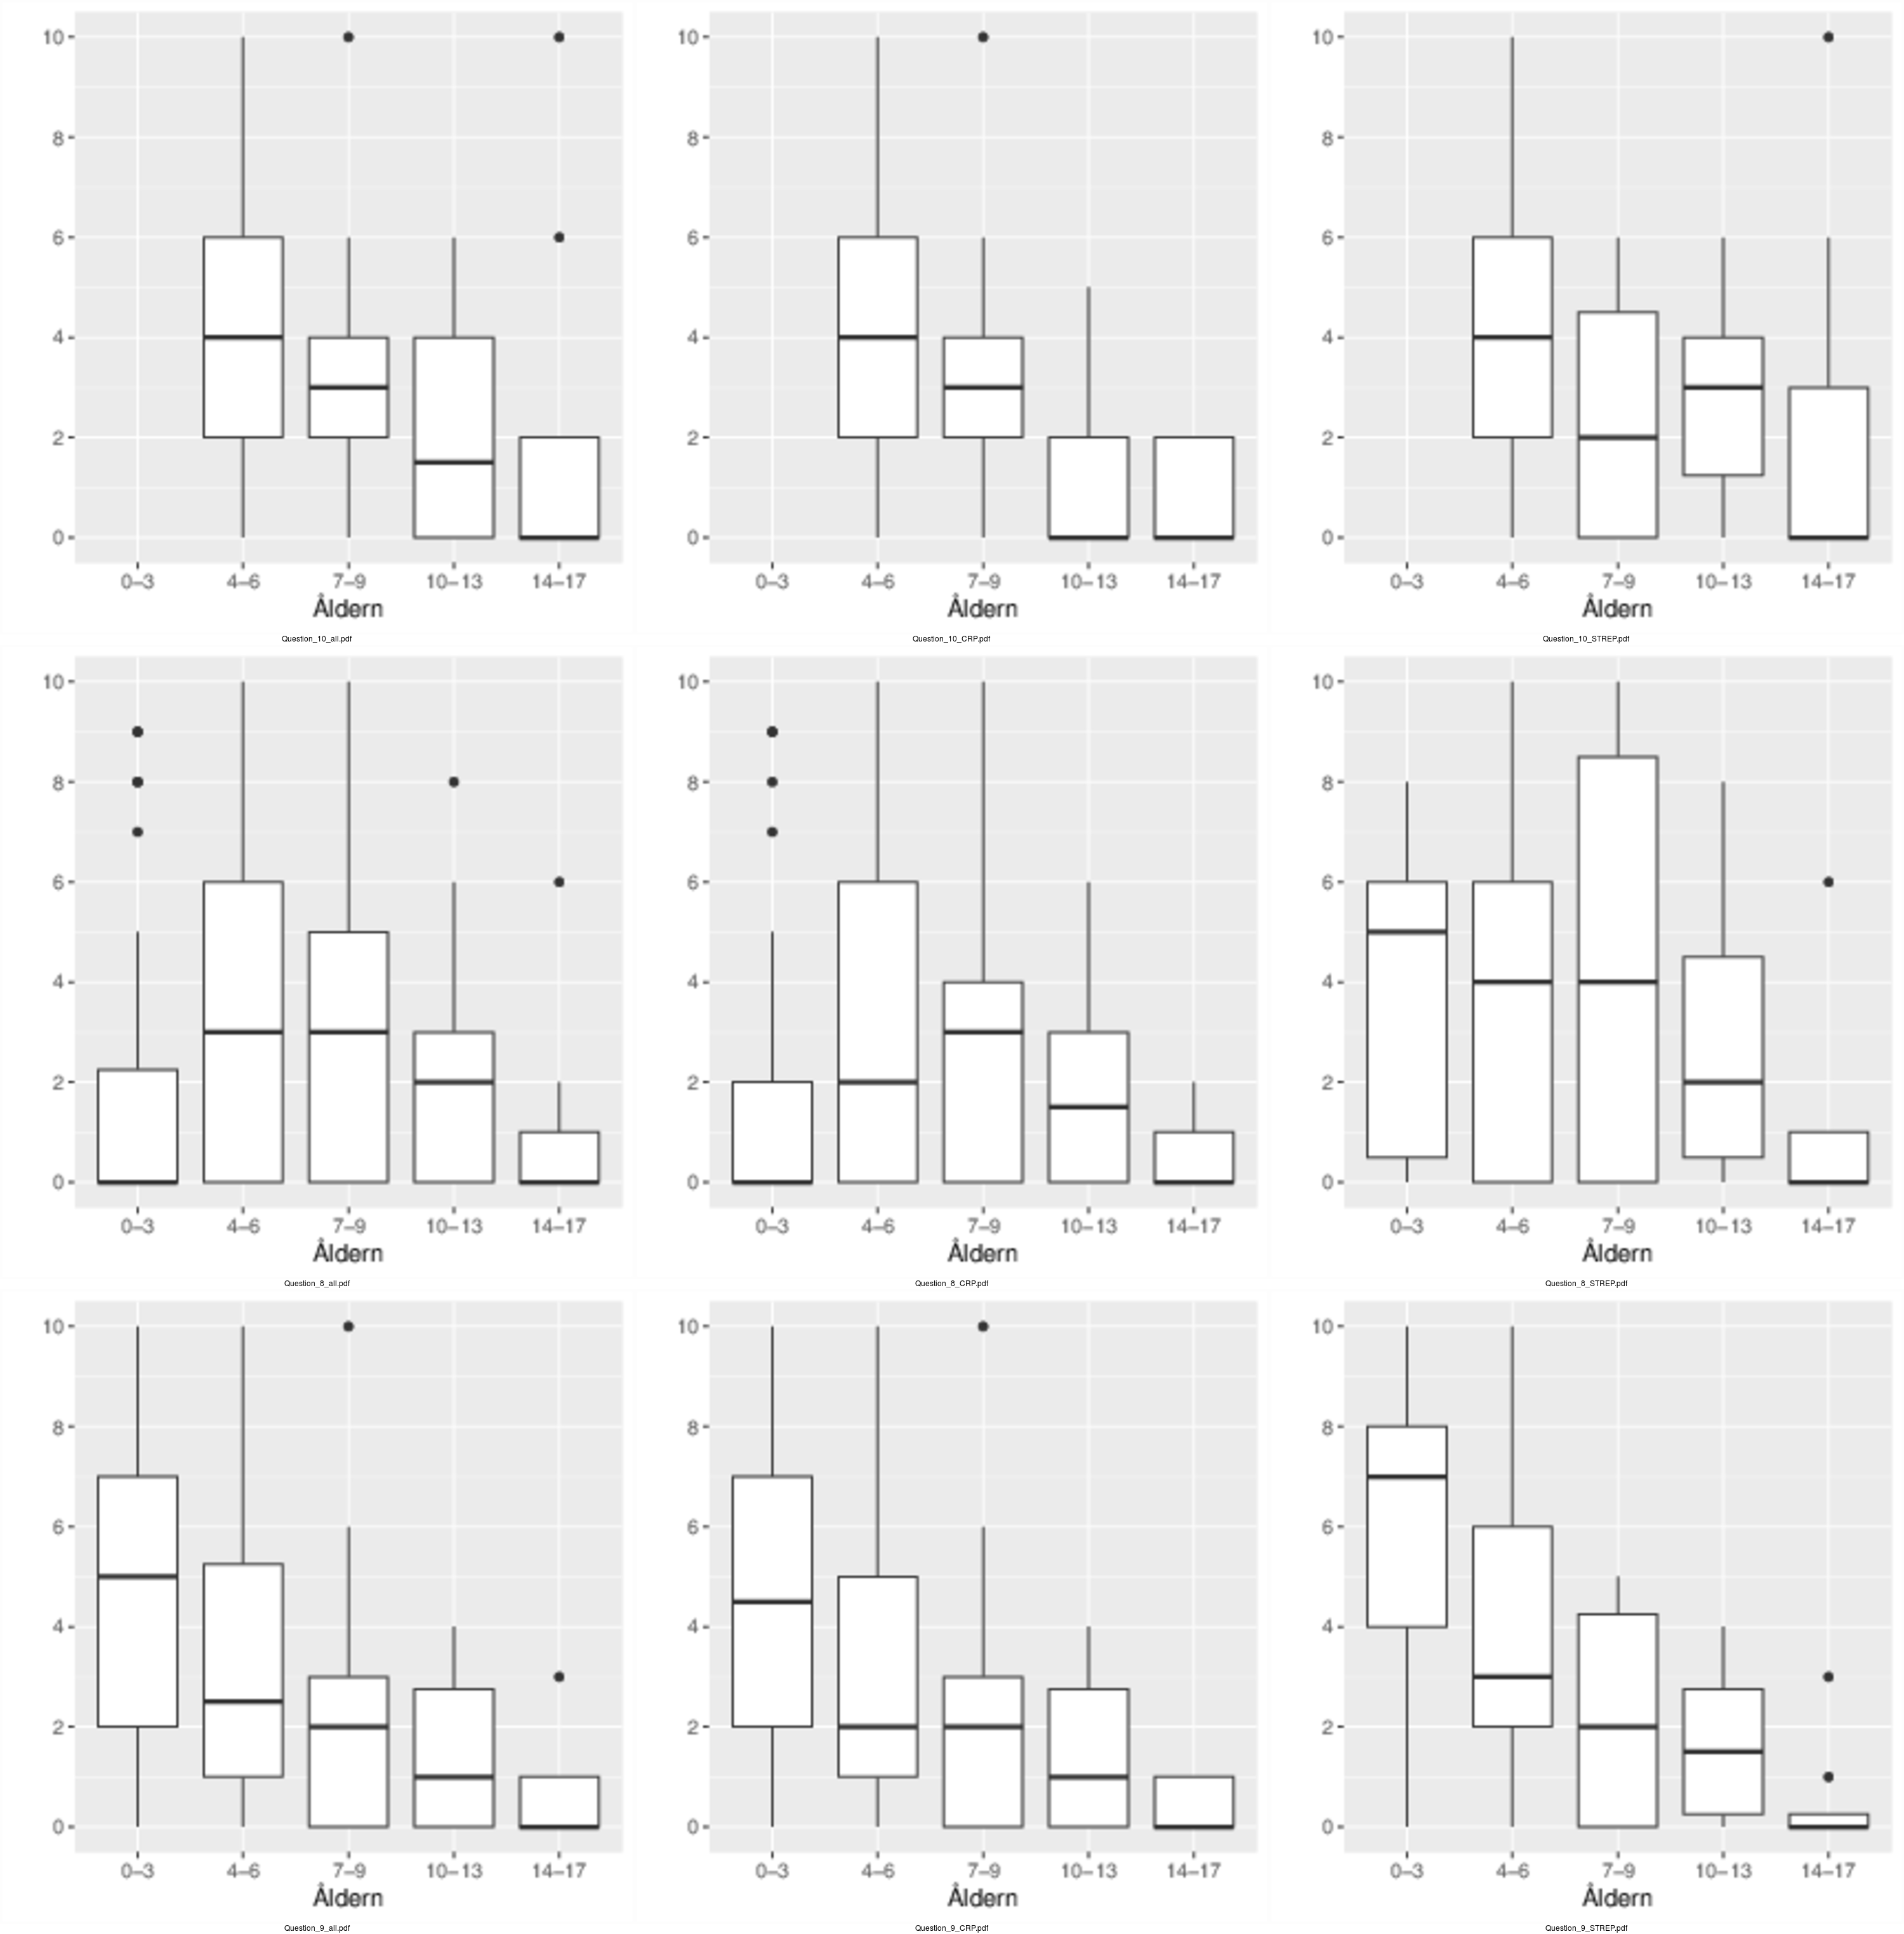 10 10 10
8 8 8
6 6 6
4 4 4
2 2 2
0 0 0
0–3 4–6 7–9 10–13 14–17 0–3 4–6 7–9 10–13 14–17 0–3 4–6 7–9 10–13 14–17
Åldern Åldern Åldern
Question_10_all.pdf Question_10_CRP.pdf Question_10_STREP.pdf
10 10 10
8 8 8
6 6 6
4 4 4
2 2 2
0 0 0
0–3 4–6 7–9 10–13 14–17 0–3 4–6 7–9 10–13 14–17 0–3 4–6 7–9 10–13 14–17
Åldern Åldern Åldern
Question_8_all.pdf Question_8_CRP.pdf Question_8_STREP.pdf
10 10 10
8 8 8
6 6 6
4 4 4
2 2 2
0 0 0
0–3 4–6 7–9 10–13 14–17 0–3 4–6 7–9 10–13 14–17 0–3 4–6 7–9 10–13 14–17
Åldern Åldern Åldern
Question_9_all.pdf Question_9_CRP.pdf Question_9_STREP.pdf